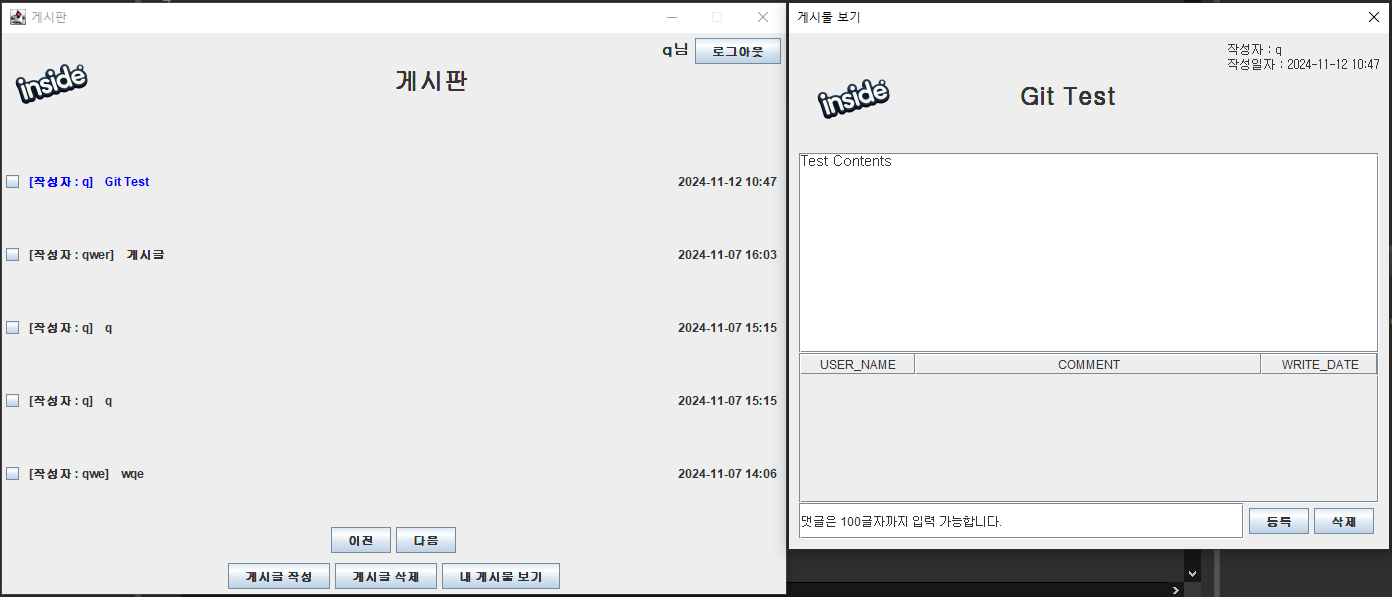 게시판
q님 로그아웃
inside
게시판
[작성자 : q] Git Test 2024-11-12 10:47
[작성자 : qwer] 게시글 2024-11-07 16:03
[작성자 : q] q 2024-11-07 15:15
[작성자 : q] q 2024-11-07 15:15
[작성자 : qwe] wqe 2024-11-07 14:06
이전 다음
게시글 작성 게시글 삭제 내 게시물 보기
게시물 보기
작성자 : q
작성일자 : 2024-11-12 10:47
inside
Git Test
Test Contents
USER_NAME COMMENT WRITE_DATE
댓글은 100글자까지 입력 가능합니다. 등록 삭제